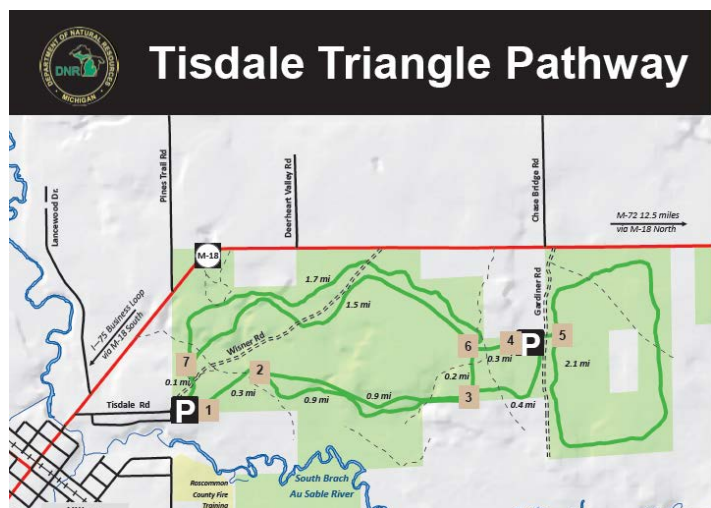 DEPARTMENT OF NATURAL RESOURCES
DNR
MICHIGAN
Tisdale Triangle Pathway
Lancewood Dr.
Pines Trail Rd
Deerheart Valley Rd
Chase Bridge Rd
M-72 12.5 miles
via M-18 North
M-18
I-75 Business Loop
via M-18 South
1.7 mi
1.5 mi
Gardiner Rd
Wisner Rd
6
4
P
5
0.3 mi
7
2
2.1 mi
0.1 mi
0.2 mi
0.3 mi
0.9 mi
0.9 mi
3
0.4 mi
Tisdale Rd
P
1
Roscommon
County Fire
Training
South Brach
Au Sable River